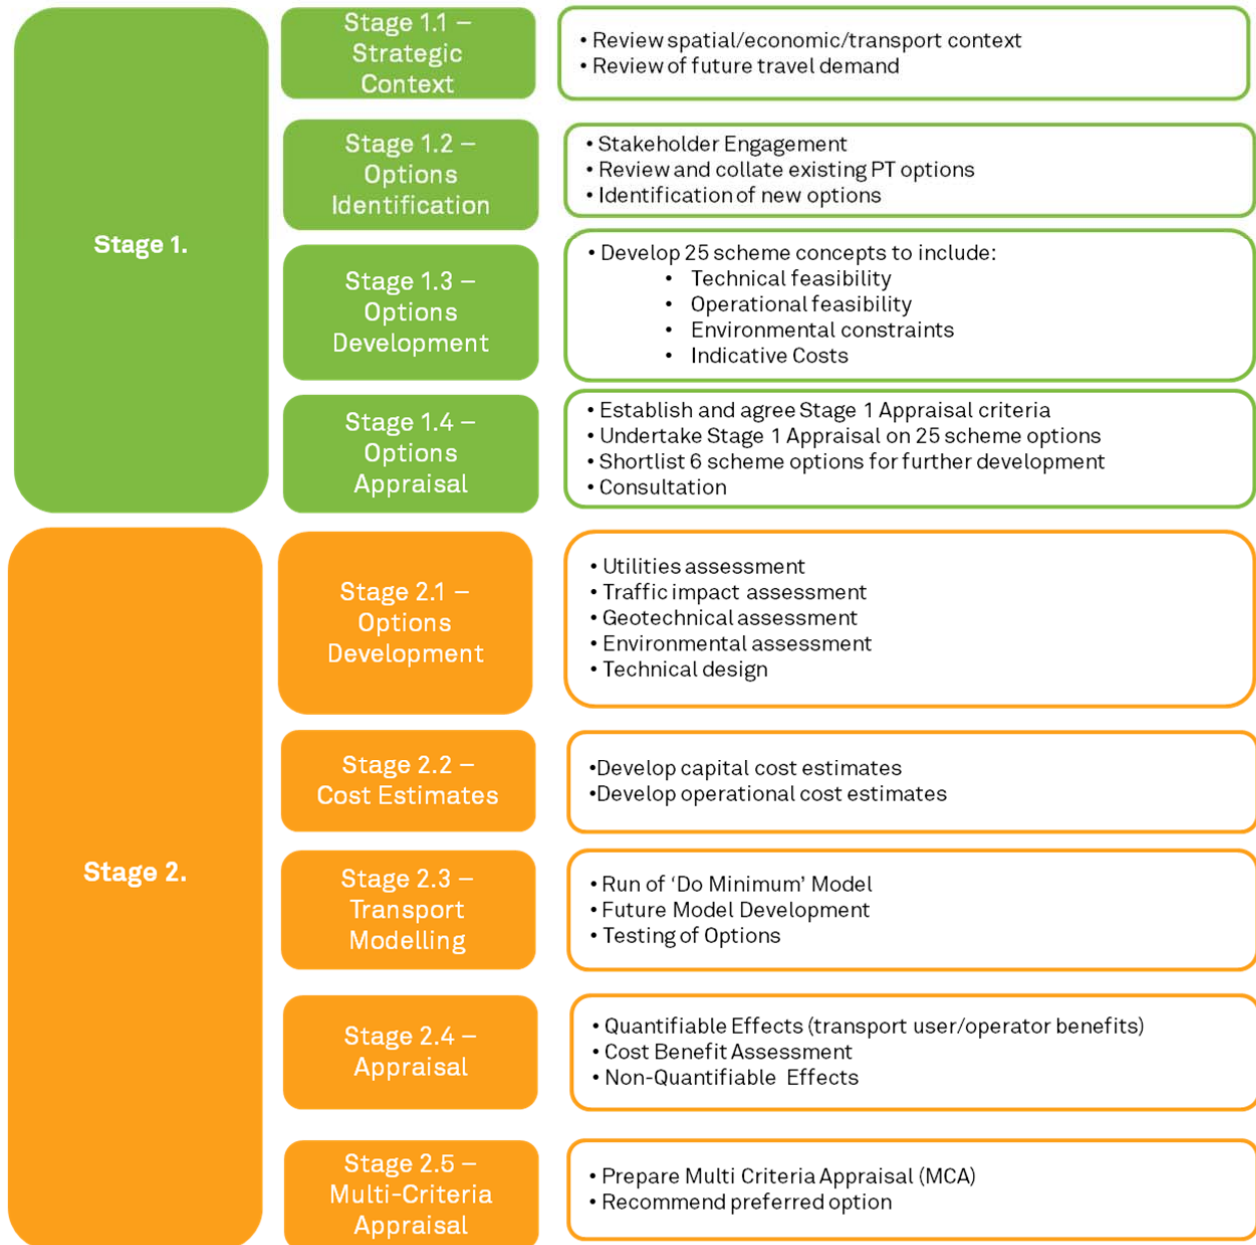 Stage 1.
Stage 1.1 –
Strategic
Context
• Review spatial/economic/transport context
• Review of future travel demand
Stage 1.2 –
Options
Identification
• Stakeholder Engagement
• Review and collate existing PT options
• Identification of new options
Stage 1.3 –
Options
Development
• Develop 25 scheme concepts to include:
• Technical feasibility
• Operational feasibility
• Environmental constraints
• Indicative Costs
Stage 1.4 –
Options
Appraisal
• Establish and agree Stage 1 Appraisal criteria
• Undertake Stage 1 Appraisal on 25 scheme options
• Shortlist 6 scheme options for further development
• Consultation
Stage 2.
Stage 2.1 –
Options
Development
• Utilities assessment
• Traffic impact assessment
• Geotechnical assessment
• Environmental assessment
• Technical design
Stage 2.2 –
Cost Estimates
•Develop capital cost estimates
•Develop operational cost estimates
Stage 2.3 –
Transport
Modelling
• Run of ‘Do Minimum’ Model
• Future Model Development
• Testing of Options
Stage 2.4 –
Appraisal
• Quantifiable Effects (transport user/operator benefits)
• Cost Benefit Assessment
• Non-Quantifiable Effects
Stage 2.5 –
Multi-Criteria
Appraisal
• Prepare Multi Criteria Appraisal (MCA)
• Recommend preferred option